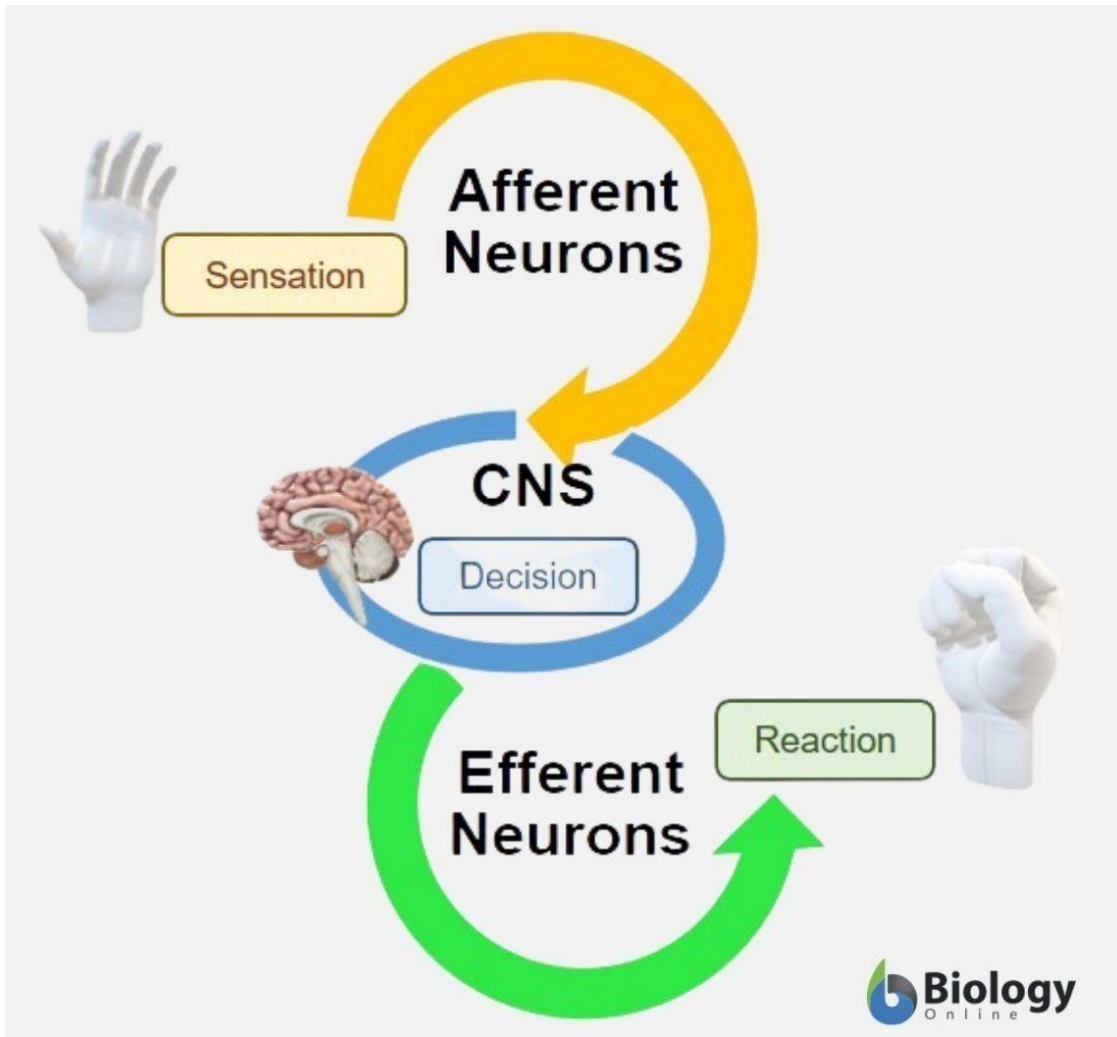 Afferent
Neurons
Sensation
CNS
Decision
Reaction
Efferent
Neurons
Biology
Online